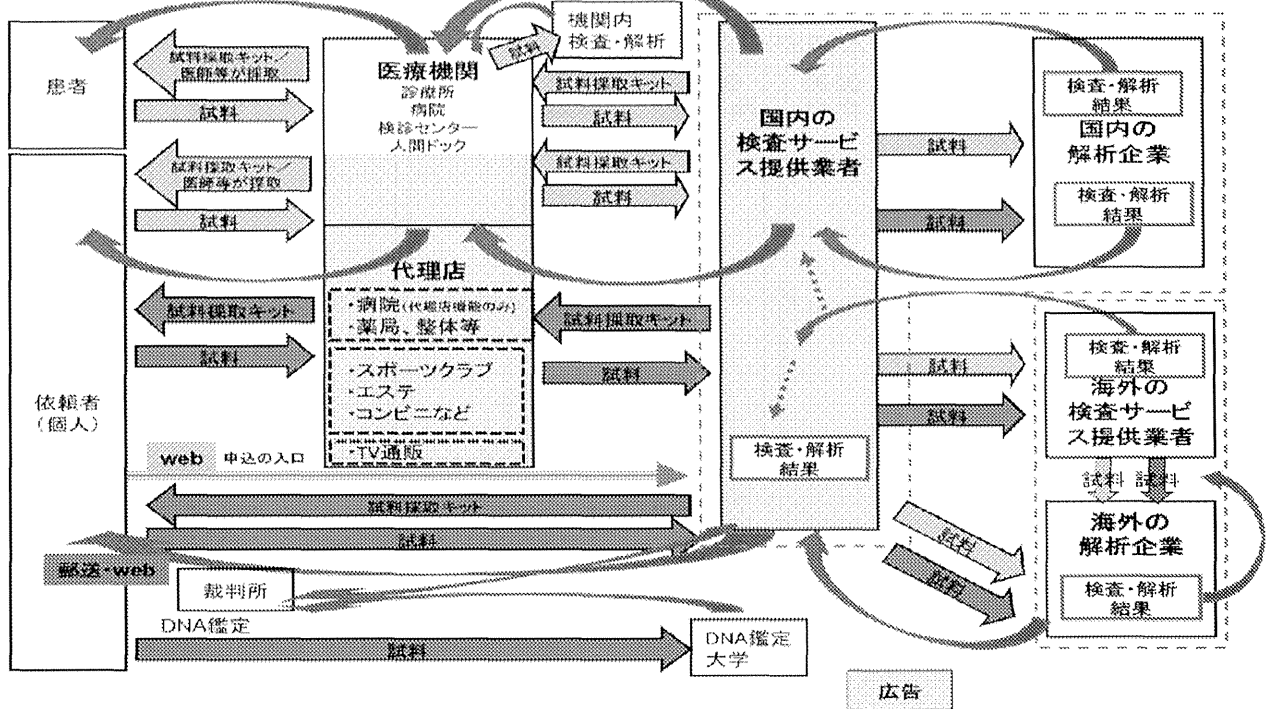 患者
依頼者
(個人)
試料採取キット/
医師等が採取
試料
試料採取キット/
医師等が採取
試料
試料採取キット
試料
医療機関
診療所
病院
検診センター
人間ドック
試料
機関内
検査・解析
代理店
・病院(代理店機能のみ)
・薬局、整体等
・スポーツクラブ
・エステ
・コンビニなど
・TV通販
試料採取キット
試料
試料採取キット
試料
試料採取キット
試料
国内の
検査サービ
ス提供業者
検査・解析
結果
試料
試料
検査・解析
結果
国内の
解析企業
検査・解析
結果
試料
試料
検査・解析
結果
海外の
検査サービ
ス提供業者
試料 試料
海外の
解析企業
検査・解析
結果
試料
試料
web 申込の入口
試料採取キット
試料
郵送・web
裁判所
DNA鑑定
試料
DNA鑑定
大学
広告